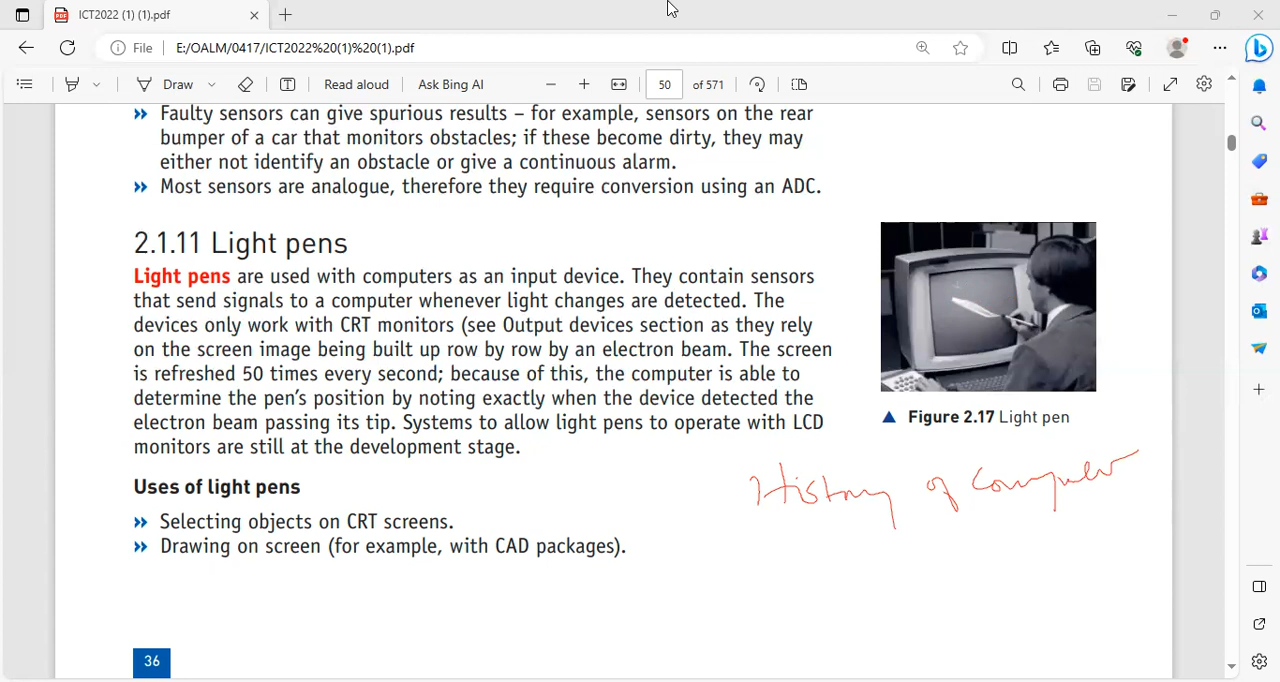 ICT2022 (1) (1).pdf
File E:/OALM/0417/ICT2022%20(1)%20(1).pdf
Draw Read aloud Ask Bing AI 50 of 571
» Faulty sensors can give spurious results – for example, sensors on the rear
bumper of a car that monitors obstacles; if these become dirty, they may
either not identify an obstacle or give a continuous alarm.
» Most sensors are analogue, therefore they require conversion using an ADC.
2.1.11 Light pens
Light pens are used with computers as an input device. They contain sensors
that send signals to a computer whenever light changes are detected. The
devices only work with CRT monitors (see Output devices section as they rely
on the screen image being built up row by row by an electron beam. The screen
is refreshed 50 times every second; because of this, the computer is able to
determine the pen's position by noting exactly when the device detected the
electron beam passing its tip. Systems to allow light pens to operate with LCD
monitors are still at the development stage.
▲ Figure 2.17 Light pen
History of Computer
Uses of light pens
» Selecting objects on CRT screens.
» Drawing on screen (for example, with CAD packages).
36